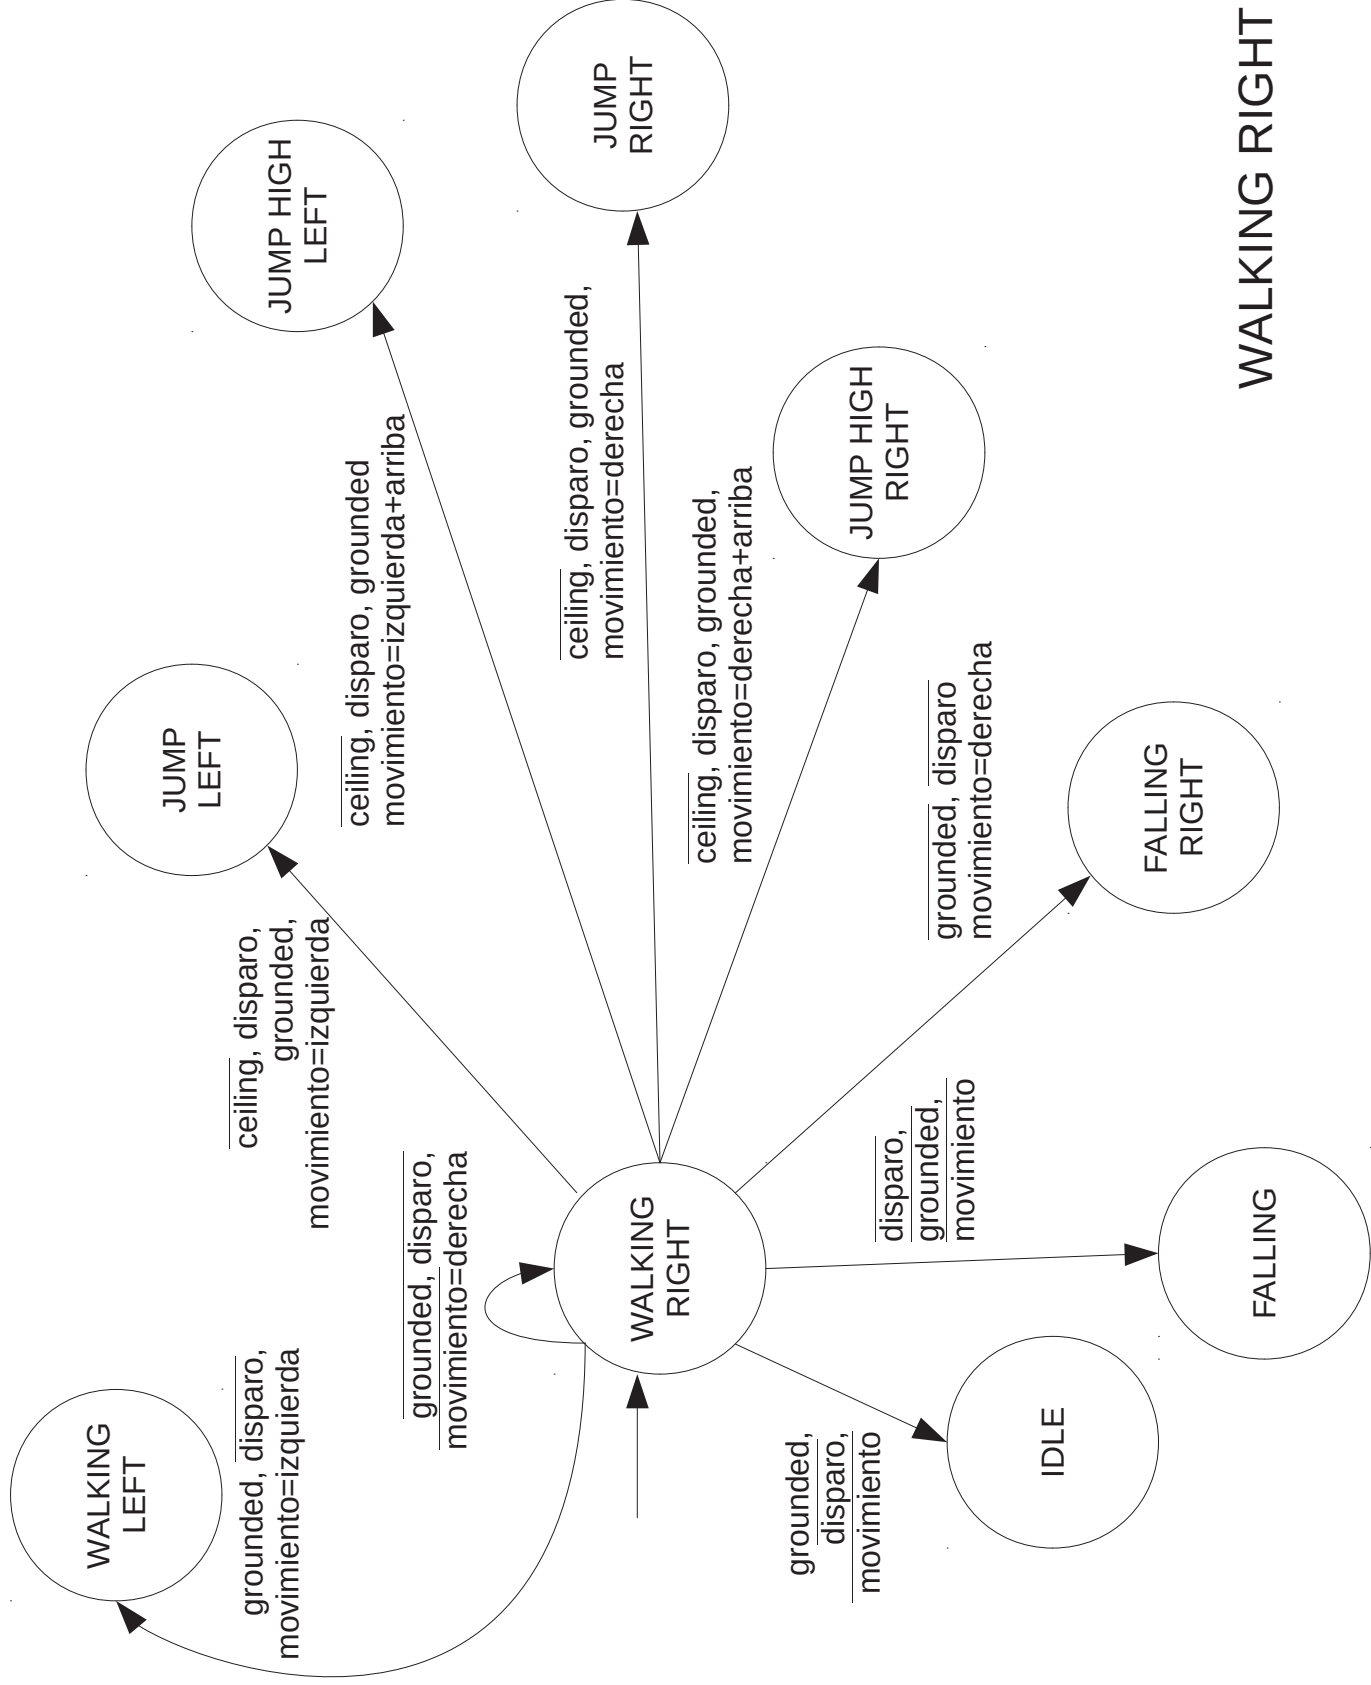 WALKING
LEFT
JUMP
LEFT
JUMP HIGH
LEFT
grounded, disparo,
movimiento=izquierda
ceiling, disparo,
grounded,
movimiento=izquierda
ceiling, disparo, grounded
movimiento=izquierda+arriba
grounded, disparo,
movimiento=derecha
ceiling, disparo, grounded,
movimiento=derecha
JUMP
RIGHT
WALKING
RIGHT
ceiling, disparo, grounded,
movimiento=derecha+arriba
JUMP HIGH
RIGHT
grounded,
disparo,
movimiento
disparo,
grounded,
movimiento
grounded, disparo
movimiento=derecha
IDLE
FALLING
FALLING
RIGHT
WALKING RIGHT